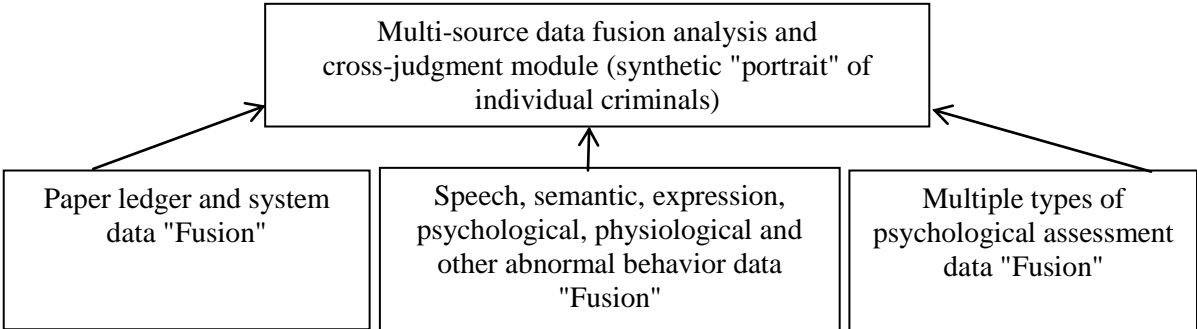 Multi-source data fusion analysis and
cross-judgment module (synthetic "portrait" of
individual criminals)
Paper ledger and system
data "Fusion"
Speech, semantic, expression,
psychological, physiological and
other abnormal behavior data
"Fusion"
Multiple types of
psychological assessment
data "Fusion"